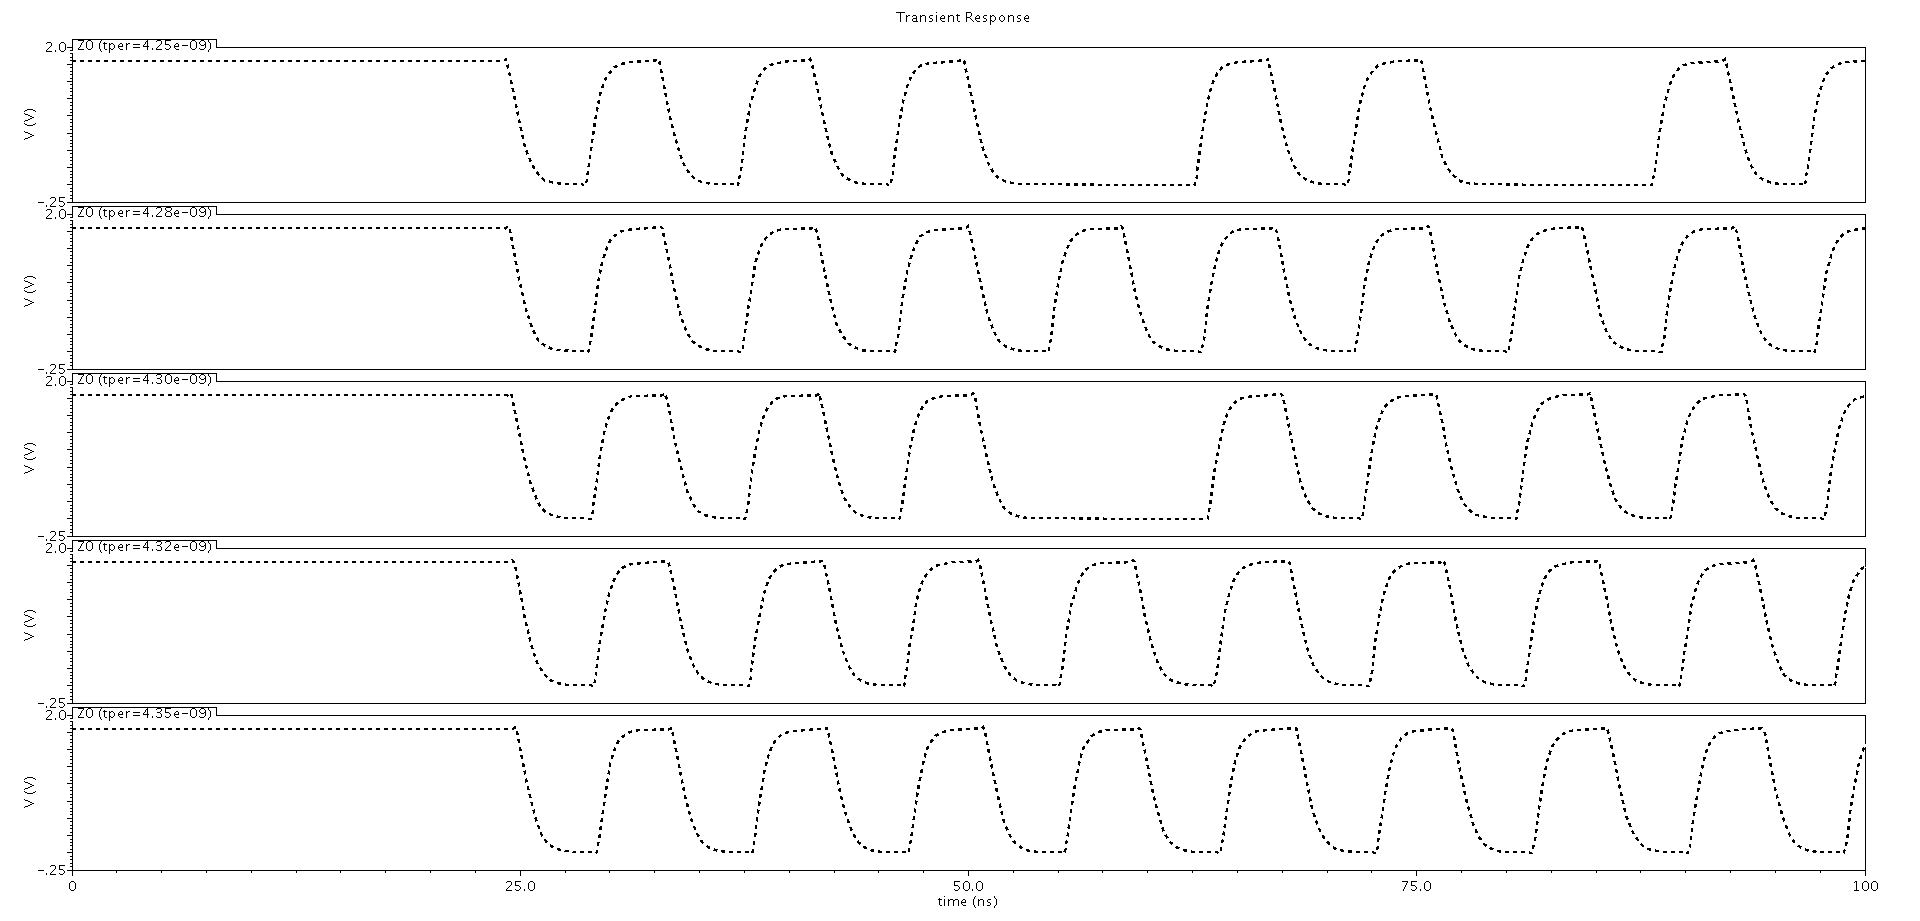 Transient Response
2.0 Z0 (tper=4.25e-09)
V (V)
-.25
2.0 Z0 (tper=4.28e-09)
V (V)
-.25
2.0 Z0 (tper=4.30e-09)
V (V)
-.25
2.0 Z0 (tper=4.32e-09)
V (V)
-.25
2.0 Z0 (tper=4.35e-09)
V (V)
-.25
0 25.0 50.0 75.0 100
time (ns)